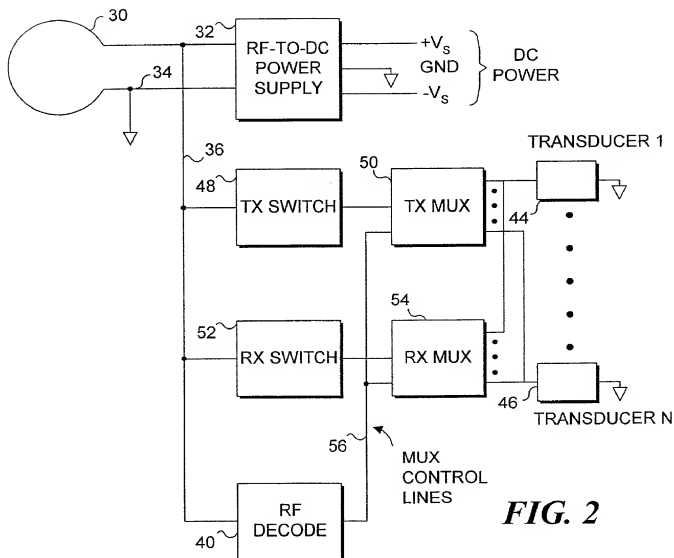 30
32
RF-TO-DC
POWER
SUPPLY
+VS
GND
-VS
DC
POWER
34
36
48
TX SWITCH
50
TX MUX
TRANSDUCER 1
44
52
RX SWITCH
54
RX MUX
46
TRANSDUCER N
56
MUX
CONTROL
LINES
RF
DECODE
40
FIG. 2